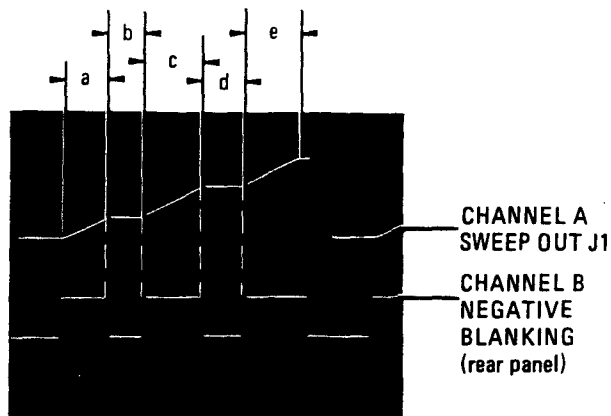 b
e
c
a
d
CHANNEL A
SWEEP OUT J1
CHANNEL B
NEGATIVE
BLANKING
(rear panel)